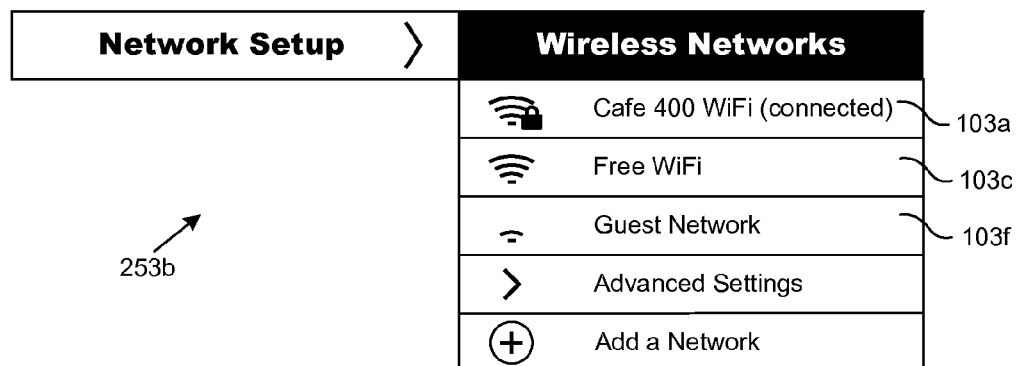 Network Setup
Wireless Networks
Cafe 400 WiFi (connected)
103a
Free WiFi
103c
Guest Network
103f
253b
Advanced Settings
Add a Network